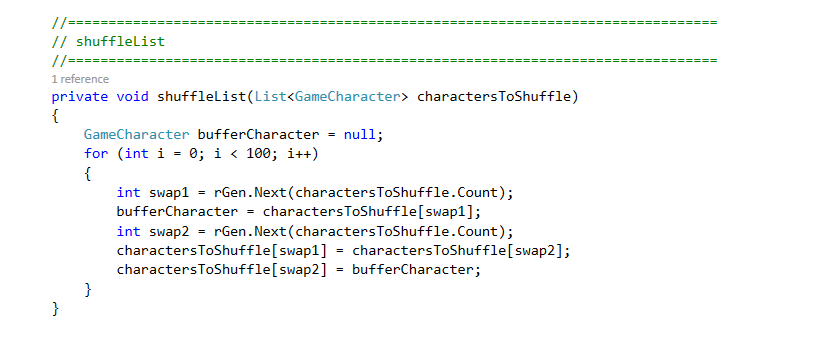 //================================================================================
// shuffleList
//================================================================================
1 reference
private void shuffleList(List<GameCharacter> charactersToShuffle)
{
    GameCharacter bufferCharacter = null;
    for (int i = 0; i < 100; i++)
    {
        int swap1 = rGen.Next(charactersToShuffle.Count);
        bufferCharacter = charactersToShuffle[swap1];
        int swap2 = rGen.Next(charactersToShuffle.Count);
        charactersToShuffle[swap1] = charactersToShuffle[swap2];
        charactersToShuffle[swap2] = bufferCharacter;
    }
}